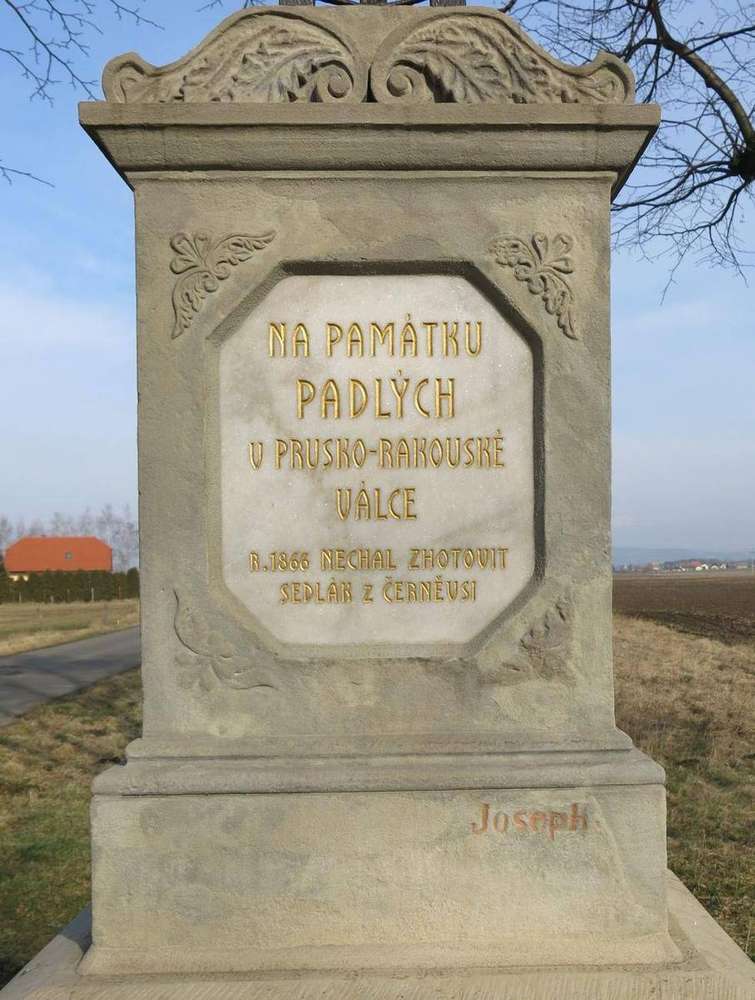 NA PAMÁTKU
PADLÝCH
V PRUSKO-RAKOUSKÉ
VÁLCE
R.1866 NECHAL ZHOTOVIT
SEDLÁK Z ČERNĚVSI
Joseph